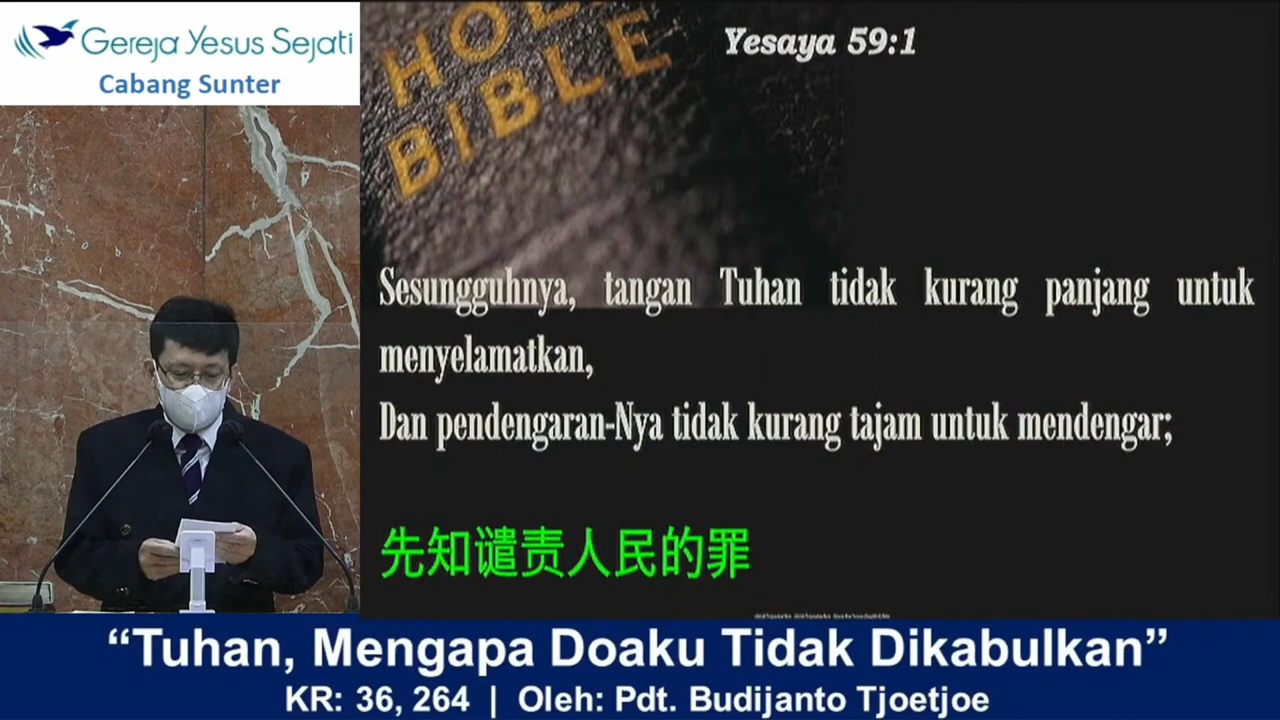 Gereja Yesus Sejati
Cabang Sunter
HOLY
BIBLE
Yesaya 59:1
Sesungguhnya, tangan Tuhan tidak kurang panjang untuk
menyelamatkan,
Dan pendengaran-Nya tidak kurang tajam untuk mendengar;
先知谴责人民的罪
“Tuhan, Mengapa Doaku Tidak Dikabulkan”
KR: 36, 264 | Oleh: Pdt. Budijanto Tjoetjoe